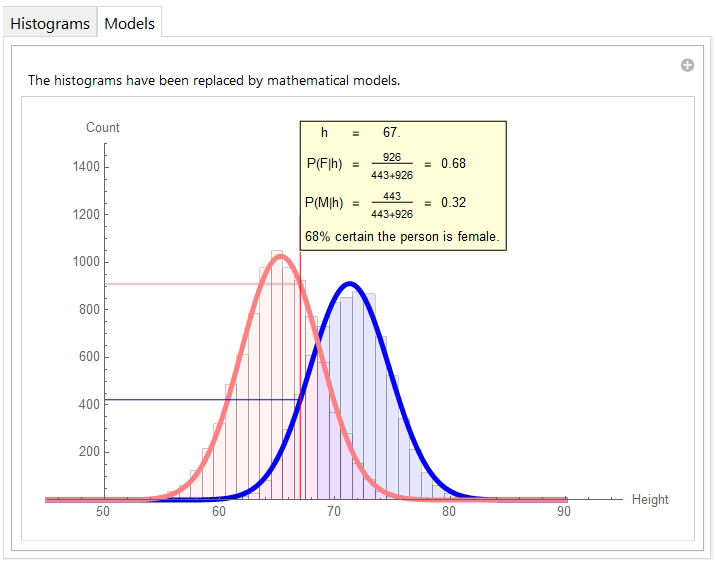 Histograms Models
The histograms have been replaced by mathematical models.
Count
h = 67.
P(F|h) = 926/443+926 = 0.68
P(M|h) = 443/443+926 = 0.32
68% certain the person is female.
1400
1200
1000
800
600
400
200
50 60 70 80 90
Height